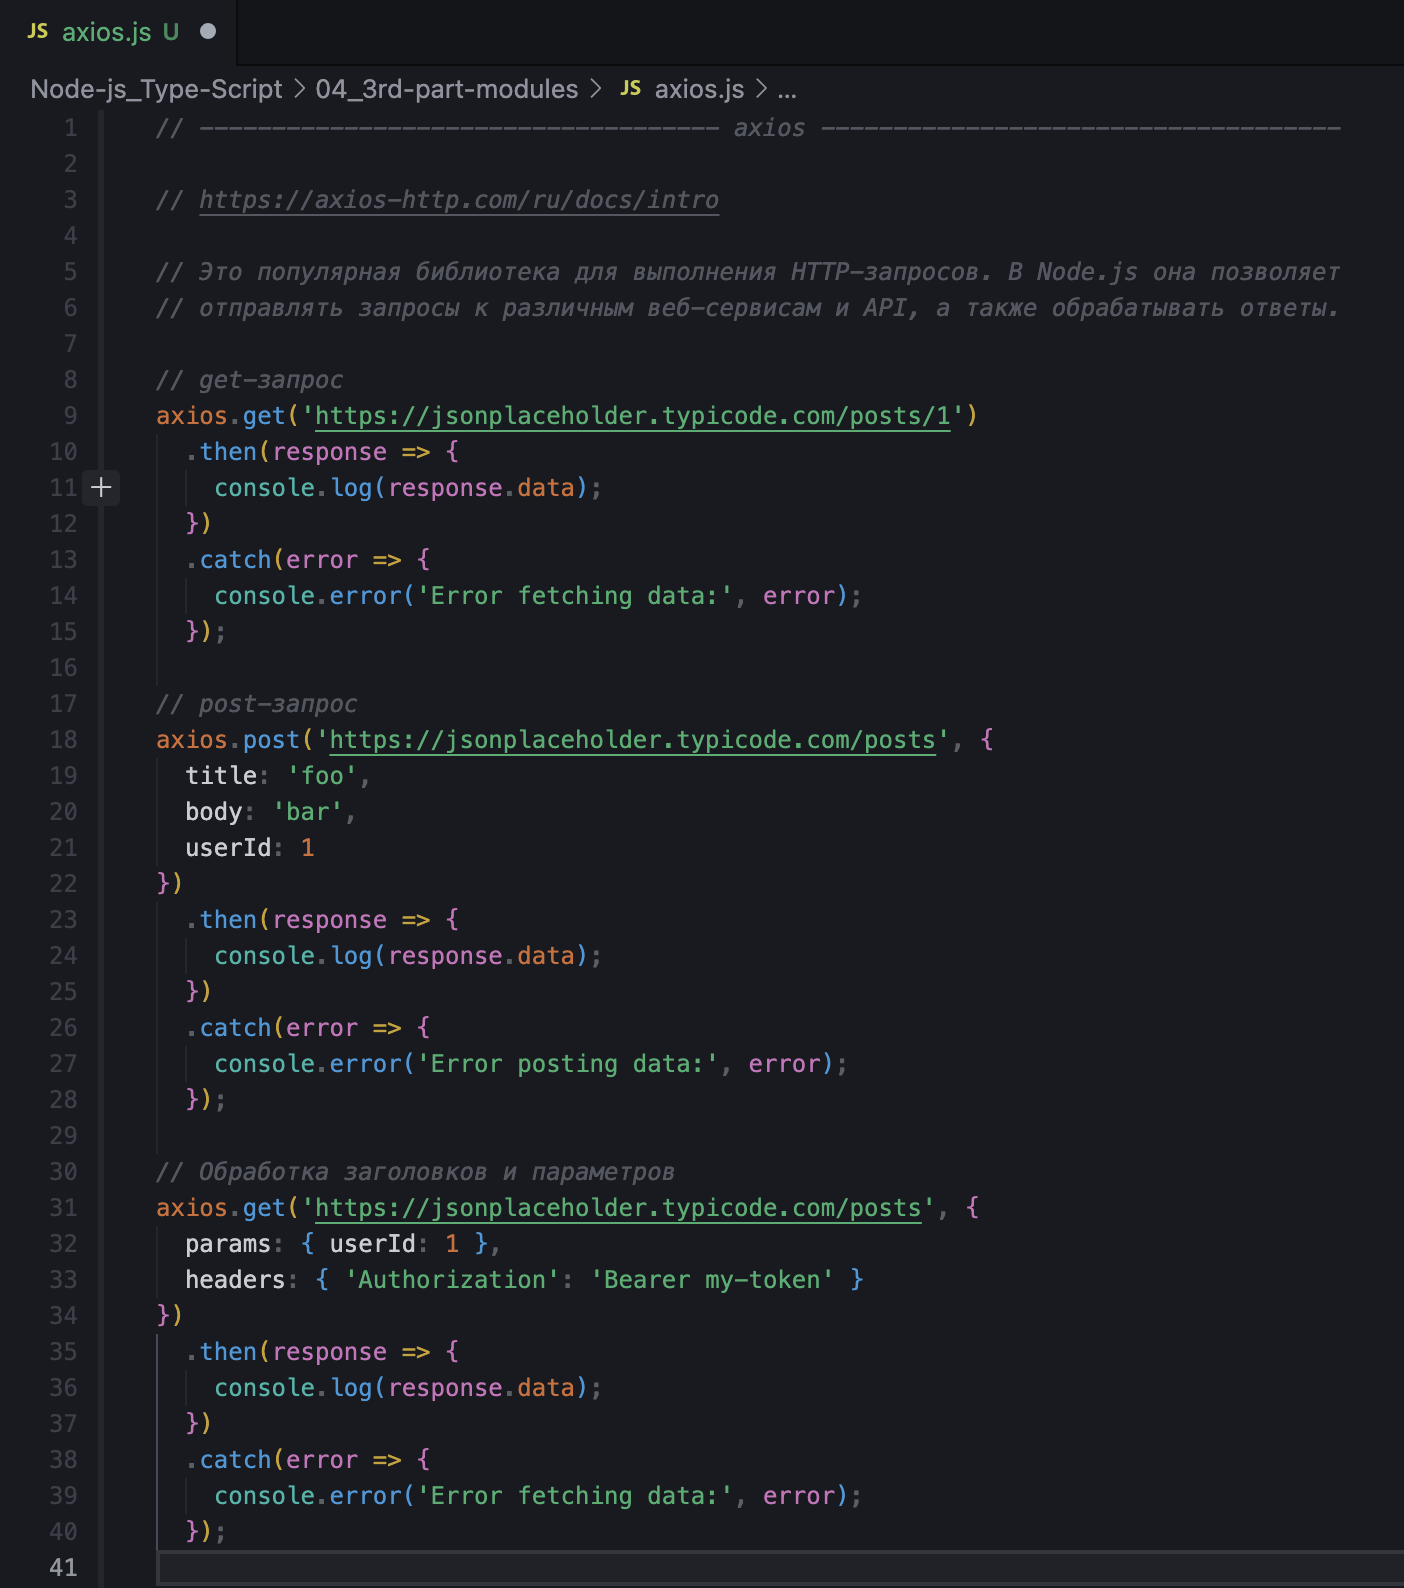 JS axios.js U
Node-js_Type-Script > 04_3rd-part-modules > JS axios.js > ...
1 // ------------------------------------ axios ------------------------------------
2
3 // https://axios-http.com/ru/docs/intro
4
5 // Это популярная библиотека для выполнения HTTP-запросов. В Node.js она позволяет
6 // отправлять запросы к различным веб-сервисам и API, а также обрабатывать ответы.
7
8 // get-запрос
9 axios.get('https://jsonplaceholder.typicode.com/posts/1')
10   .then(response => {
11     console.log(response.data);
12   })
13   .catch(error => {
14     console.error('Error fetching data:', error);
15   });
16
17 // post-запрос
18 axios.post('https://jsonplaceholder.typicode.com/posts', {
19   title: 'foo',
20   body: 'bar',
21   userId: 1
22 })
23   .then(response => {
24     console.log(response.data);
25   })
26   .catch(error => {
27     console.error('Error posting data:', error);
28   });
29
30 // Обработка заголовков и параметров
31 axios.get('https://jsonplaceholder.typicode.com/posts', {
32   params: { userId: 1 },
33   headers: { 'Authorization': 'Bearer my-token' }
34 })
35   .then(response => {
36     console.log(response.data);
37   })
38   .catch(error => {
39     console.error('Error fetching data:', error);
40   });
41